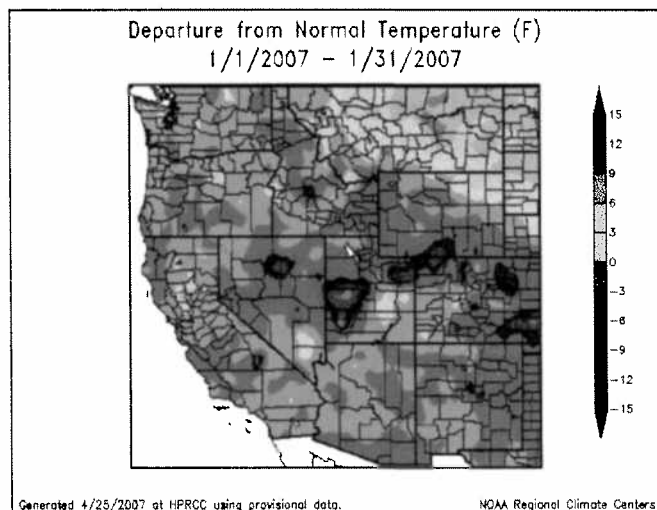 Departure from Normal Temperature (F)
1/1/2007 – 1/31/2007
15
12
9
6
3
0
-3
-6
-9
-12
-15
Generated 4/25/2007 at HPRCC using provisional data.
NOAA Regional Climate Centers